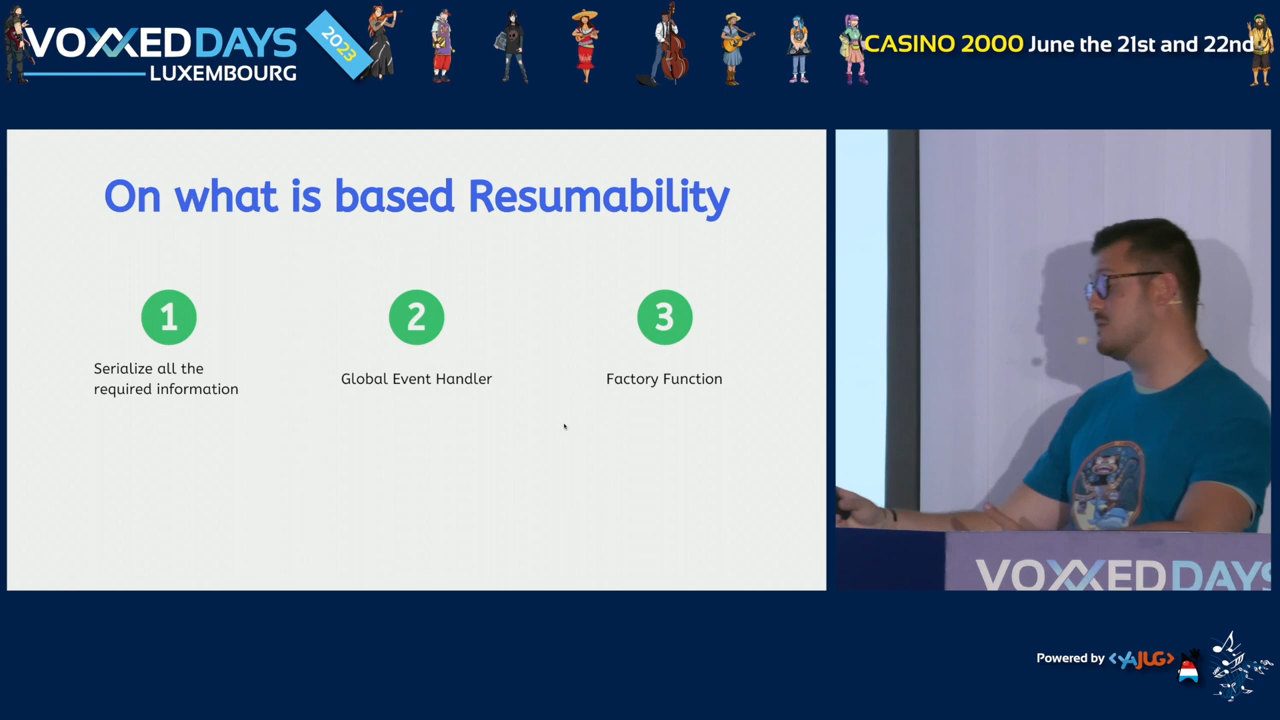 VOXXED DAYS
LUXEMBOURG
2023
CASINO 2000 June the 21st and 22nd
On what is based Resumability
1
2
3
Serialize all the
required information
Global Event Handler
Factory Function
VOXXED DAYS
Powered by <YAJUG>